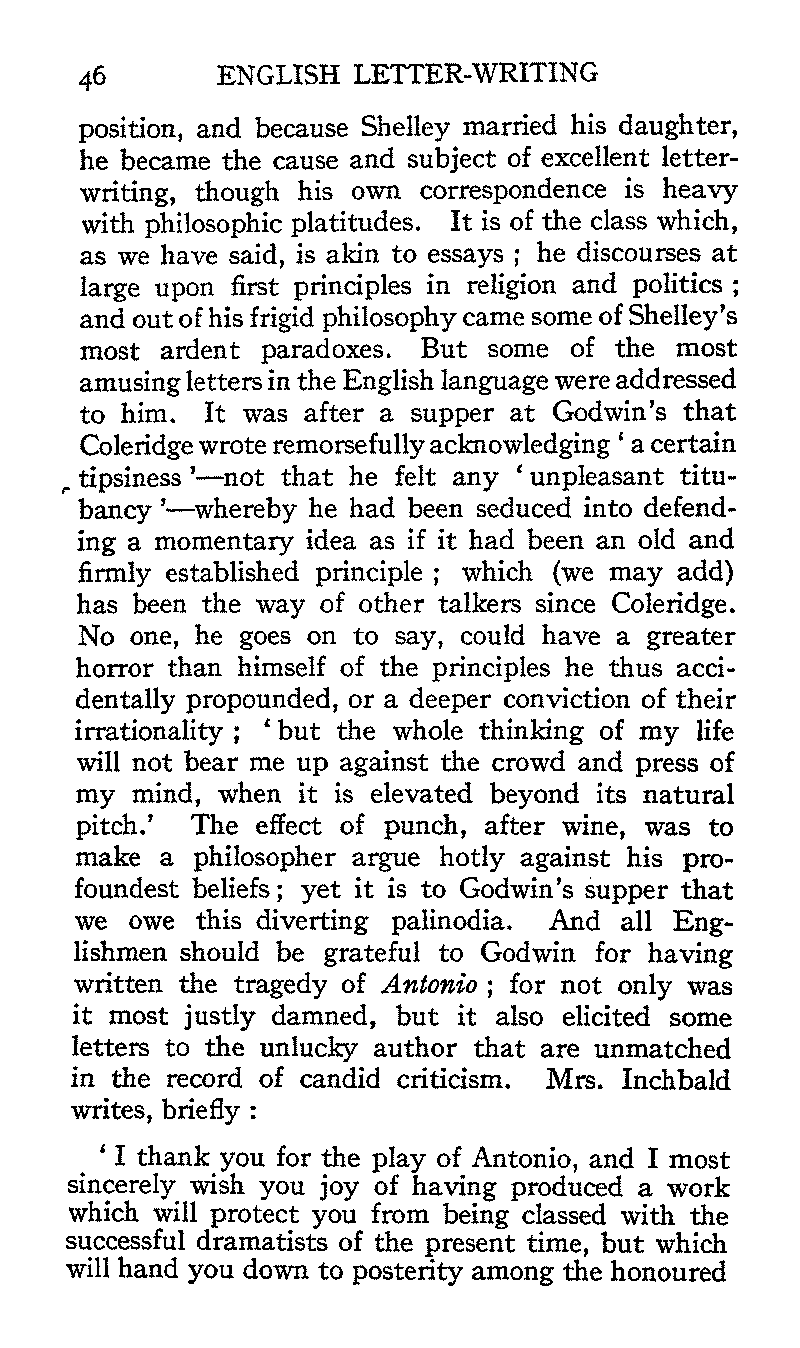 46 ENGLISH LETTER-WRITING
position, and because Shelley married his daughter,
he became the cause and subject of excellent letter-
writing, though his own correspondence is heavy
with philosophic platitudes. It is of the class which,
as we have said, is akin to essays ; he discourses at
large upon first principles in religion and politics ;
and out of his frigid philosophy came some of Shelley's
most ardent paradoxes. But some of the most
amusing letters in the English language were addressed
to him. It was after a supper at Godwin's that
Coleridge wrote remorsefully acknowledging ‘ a certain
tipsiness ’—not that he felt any ‘ unpleasant titu-
bancy ’—whereby he had been seduced into defend-
ing a momentary idea as if it had been an old and
firmly established principle ; which (we may add)
has been the way of other talkers since Coleridge.
No one, he goes on to say, could have a greater
horror than himself of the principles he thus acci-
dentally propounded, or a deeper conviction of their
irrationality ; ‘ but the whole thinking of my life
will not bear me up against the crowd and press of
my mind, when it is elevated beyond its natural
pitch.’ The effect of punch, after wine, was to
make a philosopher argue hotly against his pro-
foundest beliefs ; yet it is to Godwin's supper that
we owe this diverting palinodia. And all Eng-
lishmen should be grateful to Godwin for having
written the tragedy of Antonio ; for not only was
it most justly damned, but it also elicited some
letters to the unlucky author that are unmatched
in the record of candid criticism. Mrs. Inchbald
writes, briefly :
‘ I thank you for the play of Antonio, and I most
sincerely wish you joy of having produced a work
which will protect you from being classed with the
successful dramatists of the present time, but which
will hand you down to posterity among the honoured